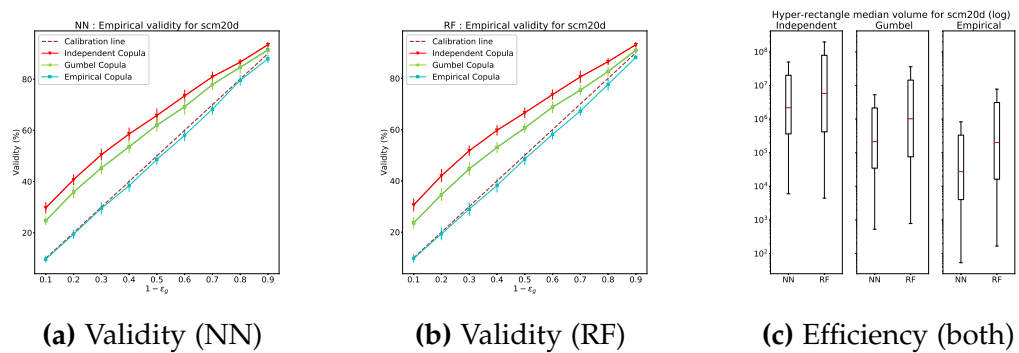 NN : Empirical validity for scm20d
Calibration line
Independent Copula
Gumbel Copula
Empirical Copula
Validity (%)
80
60
40
20
0.1 0.2 0.3 0.4 0.5 0.6 0.7 0.8 0.9
1 − ε_g
(a) Validity (NN)
RF : Empirical validity for scm20d
Calibration line
Independent Copula
Gumbel Copula
Empirical Copula
Validity (%)
80
60
40
20
0.1 0.2 0.3 0.4 0.5 0.6 0.7 0.8 0.9
1 − ε_g
(b) Validity (RF)
Hyper-rectangle median volume for scm20d (log)
Independent Gumbel Empirical
10⁸
10⁷
10⁶
10⁵
10⁴
10³
10²
NN RF NN RF NN RF
(c) Efficiency (both)